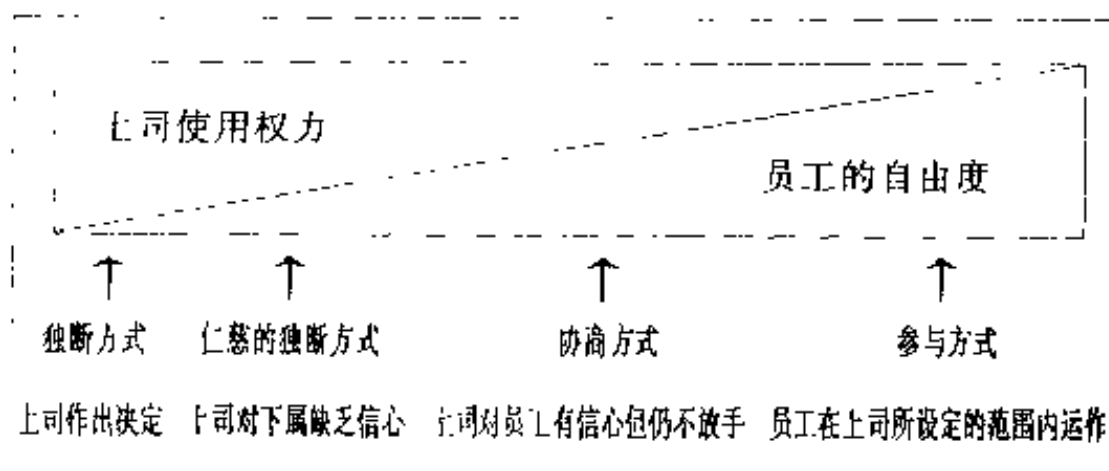 上司使用权力
员工的自由度
独断方式 仁慈的独断方式 协商方式 参与方式
上司作出决定 上司对下属缺乏信心 上司对员工有信心但仍不放手 员工在上司所设定的范围内运作